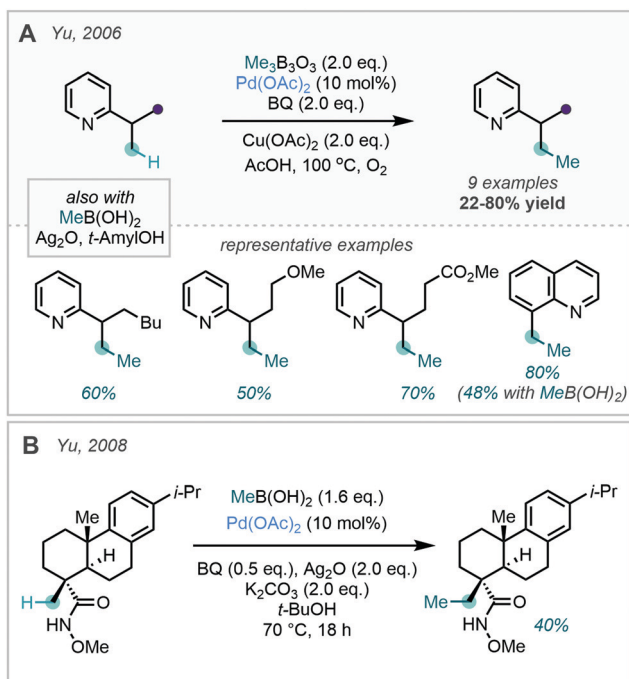 A Yu, 2006
Me₃B₃O₃ (2.0 eq.)
Pd(OAc)₂ (10 mol%)
BQ (2.0 eq.)
Cu(OAc)₂ (2.0 eq.)
AcOH, 100 °C, O₂
N
H
N
Me
9 examples
22-80% yield
also with
MeB(OH)₂
Ag₂O, t-AmylOH
representative examples
N
Bu
Me
60%
OMe
N
Me
50%
CO₂Me
N
Me
70%
N
Me
80%
(48% with MeB(OH)₂)
B Yu, 2008
i-Pr
Me
H
H
O
HN
OMe
MeB(OH)₂ (1.6 eq.)
Pd(OAc)₂ (10 mol%)
BQ (0.5 eq.), Ag₂O (2.0 eq.)
K₂CO₃ (2.0 eq.)
t-BuOH
70 °C, 18 h
i-Pr
Me
H
Me
O
HN
OMe
40%